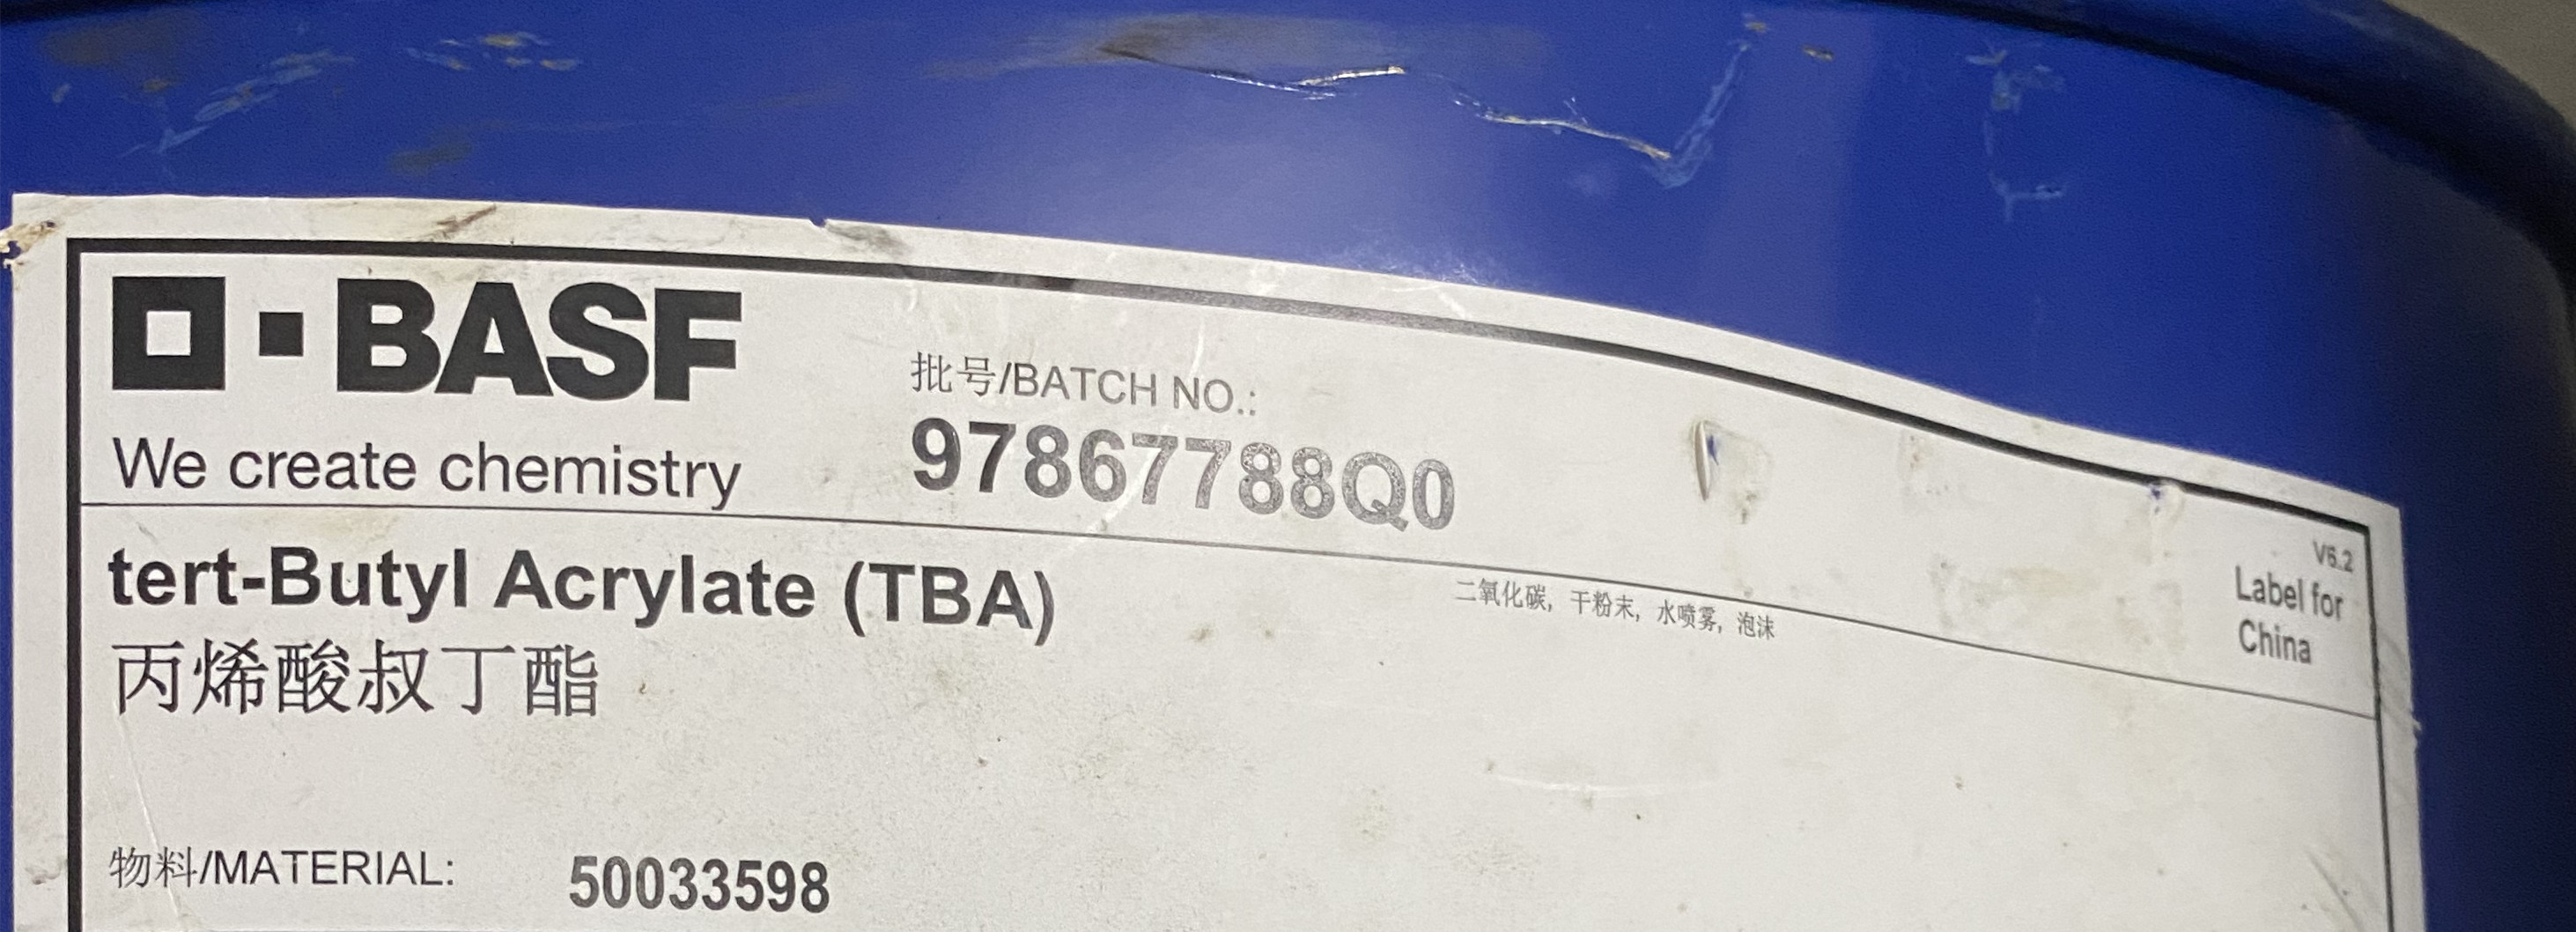 BASF
We create chemistry
批号/BATCH NO.:
97867788Q0
tert-Butyl Acrylate (TBA)
丙烯酸叔丁酯
二氧化碳, 干粉末, 水喷雾, 泡沫
V6.2
Label for
China
物料/MATERIAL: 50033598